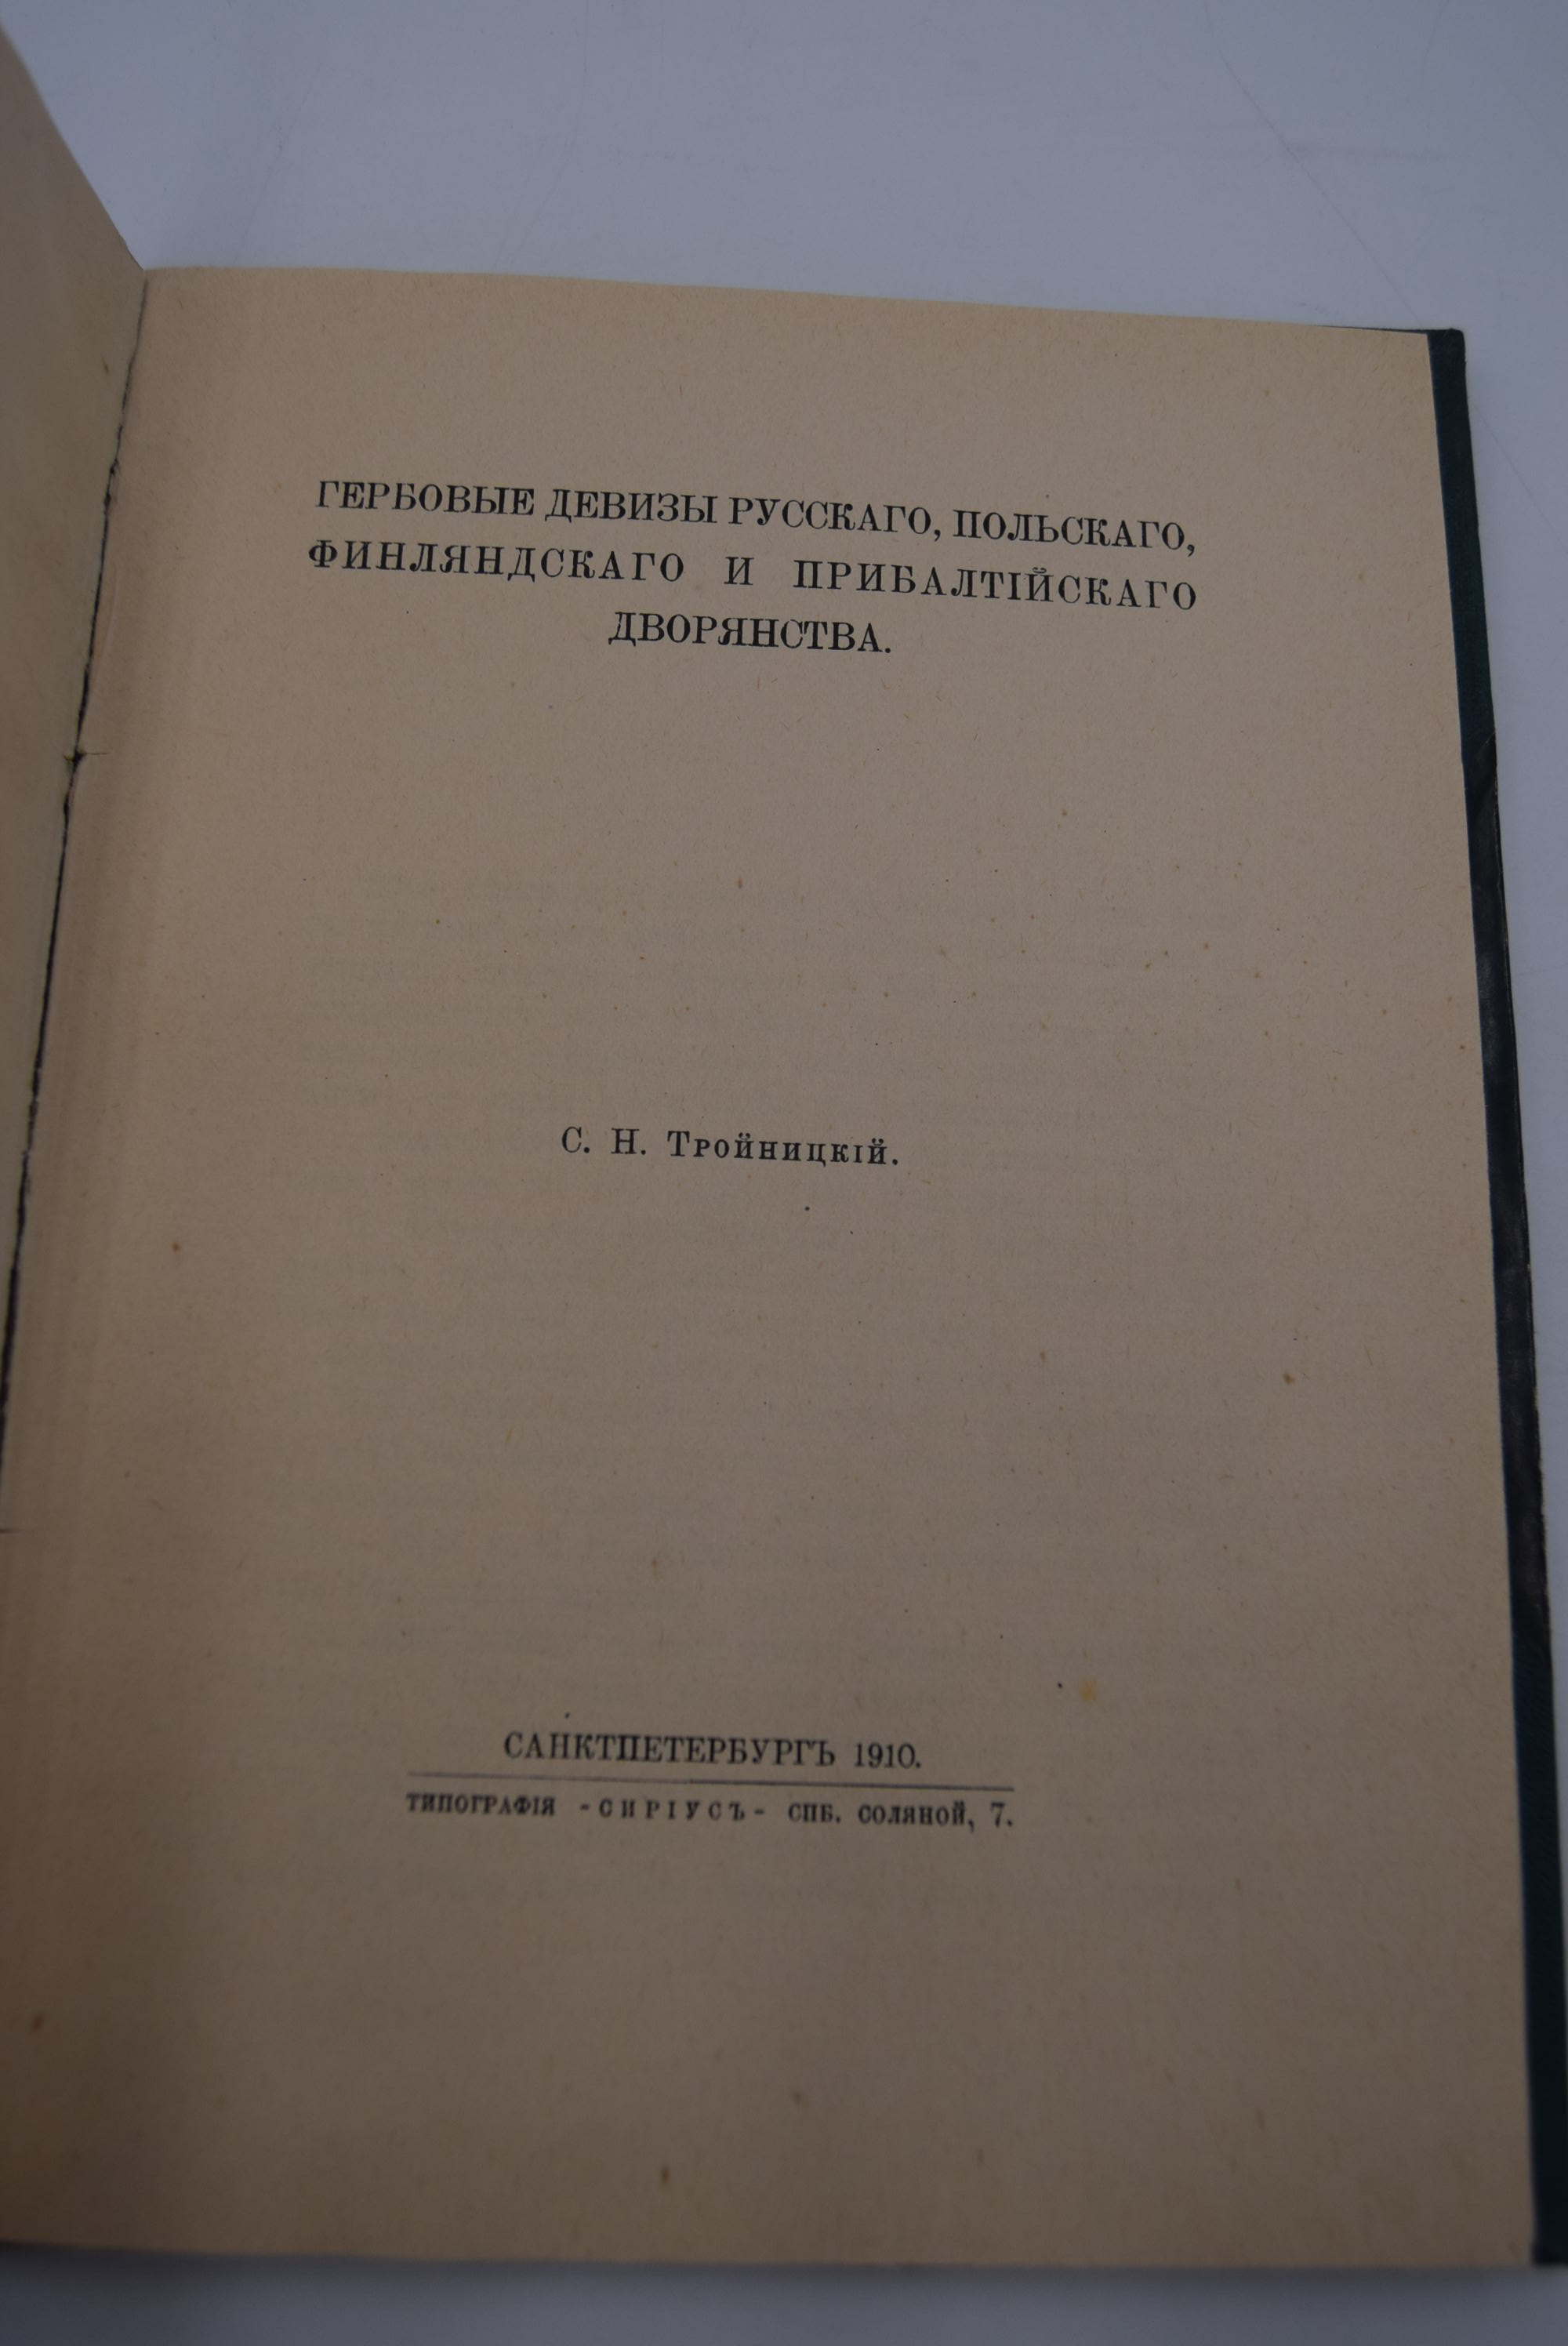 ГЕРБОВЫЕ ДЕВИЗЫ РУССКАГО, ПОЛЬСКАГО,
ФИНЛЯНДСКАГО И ПРИБАЛТІЙСКАГО
ДВОРЯНСТВА.
С. Н. Тройницкій.
САНКТПЕТЕРБУРГЪ 1910.
ТИПОГРАФІЯ -СИРІУСЪ- СПБ. СОЛЯНОЙ, 7.